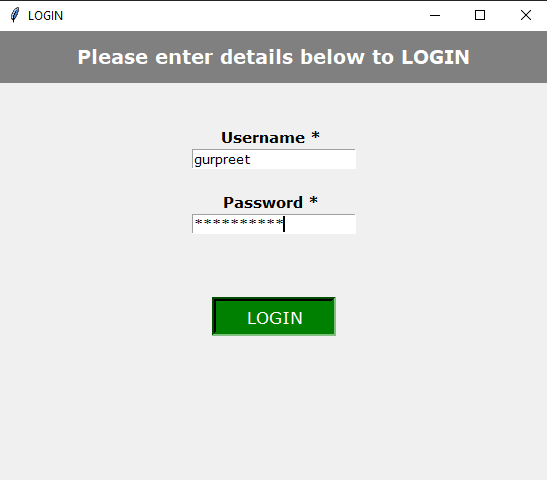 LOGIN
Please enter details below to LOGIN
Username *
gurpreet
Password *
**********
LOGIN